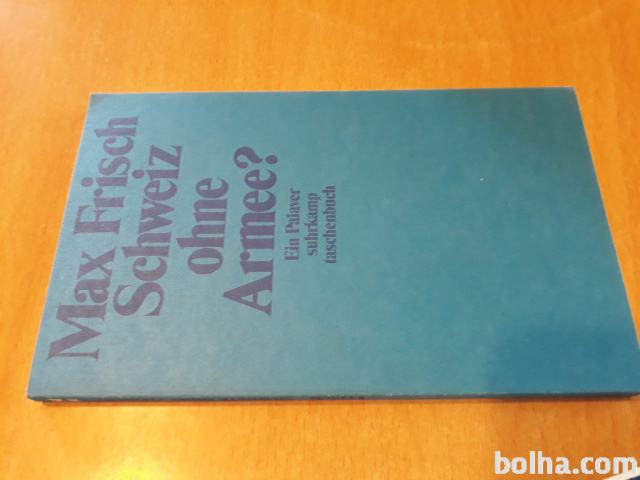 Max Frisch
Schweiz
ohne
Armee?
Ein Palaver
suhrkamp
taschenbuch
bolha.com